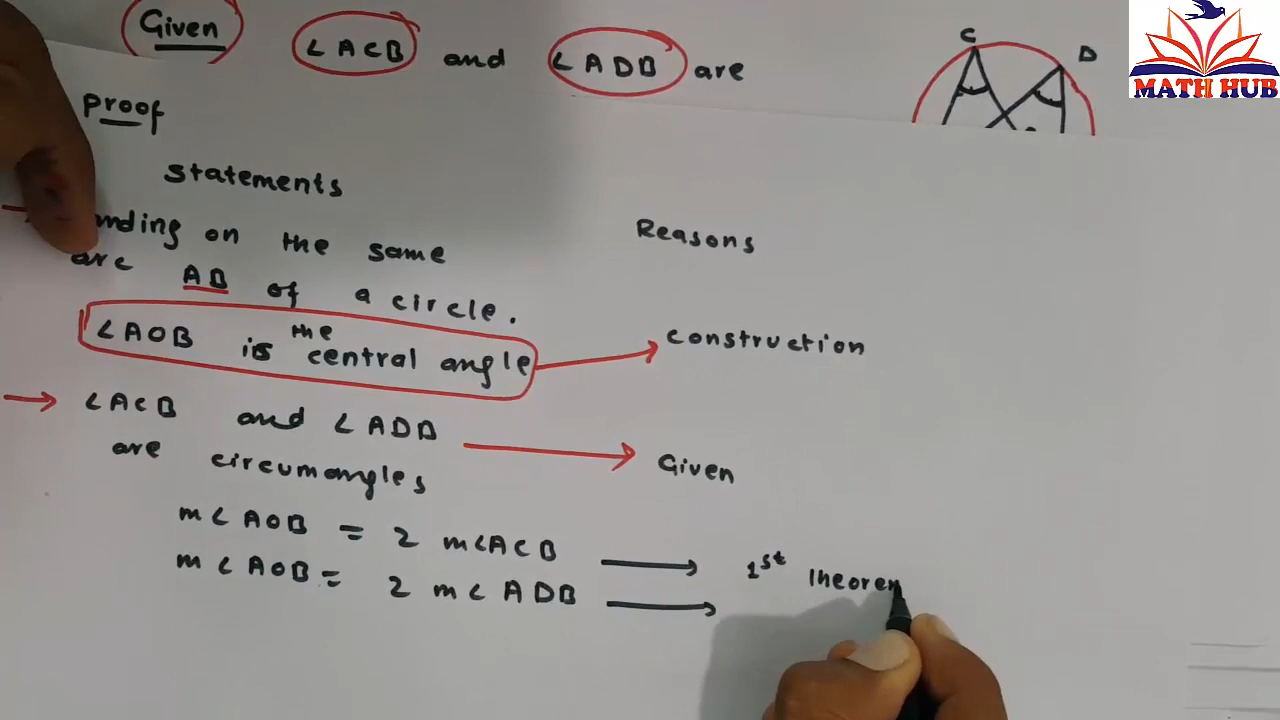 Given ∠ACB and ∠ADB are
C
D
MATH HUB
Proof
Statements
Reasons
on the same
arc AB of a circle.
∠AOB is the central angle
construction
∠ACB and ∠ADB
are circumangles
Given
m∠AOB = 2 m∠ACB
m∠AOB = 2 m∠ADB
1st Theorem